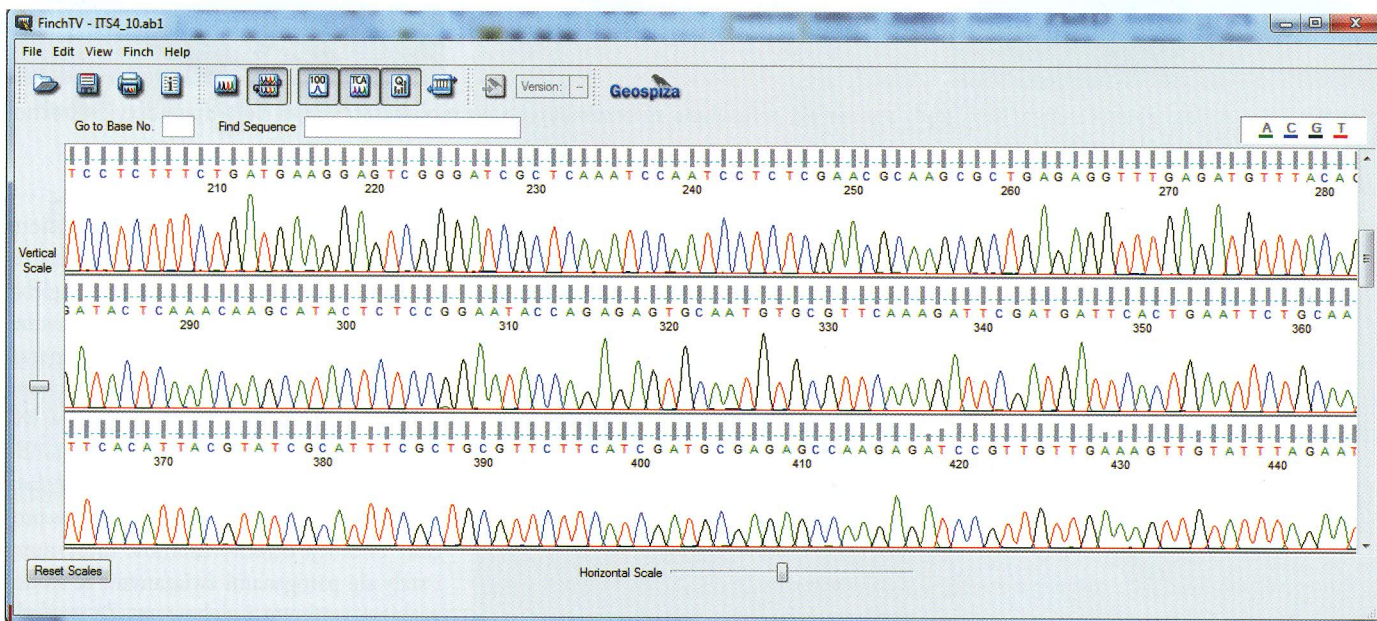 FinchTV - ITS4_10.ab1
File Edit View Finch Help
100 TCA Q Version: -- Geospiza
Go to Base No. Find Sequence A C G T
T C C T C T T T C T G A T G A A G G A G T C G G G A T C G C T C A A A T C C A A T C C T C T C G A A C G C A A G C G C T G A G A G G T T T G A G A T G T T T A C A C
210 220 230 240 250 260 270 280
Vertical
Scale
G A T A C T C A A A C A A G C A T A C T C T C C G G A A T A C C A G A G A G T G C A A T G T G C G T T C A A A G A T T C G A T G A T T C A C T G A A T T C T G C A A
290 300 310 320 330 340 350 360
T T C A C A T T A C G T A T C G C A T T T C G C T G C G T T C T T C A T C G A T G C G A G A G C C A A G A G A T C C G T T G T T G A A A G T T G T A T T T A G A A T
370 380 390 400 410 420 430 440
Reset Scales Horizontal Scale